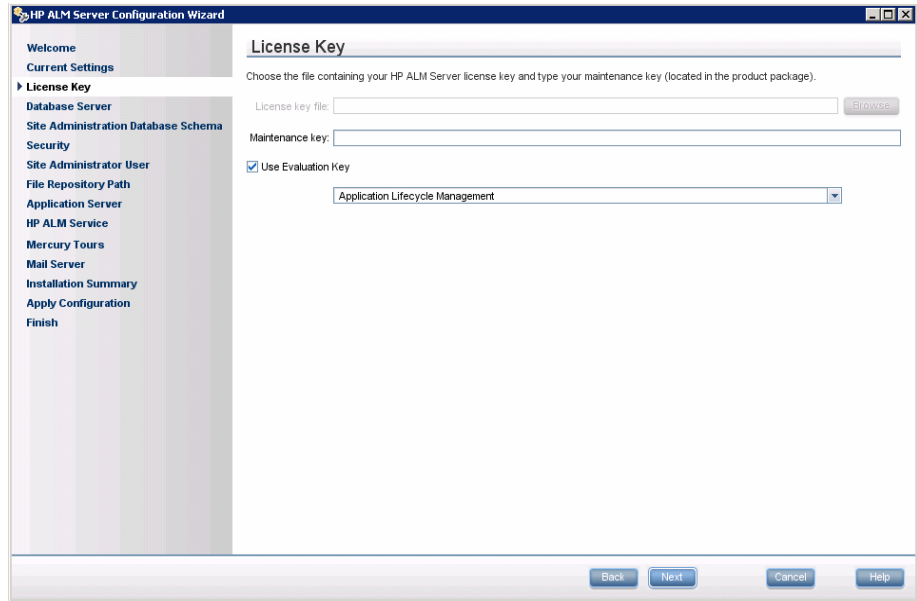 HP ALM Server Configuration Wizard
Welcome
Current Settings
License Key
Database Server
Site Administration Database Schema
Security
Site Administrator User
File Repository Path
Application Server
HP ALM Service
Mercury Tours
Mail Server
Installation Summary
Apply Configuration
Finish
License Key
Choose the file containing your HP ALM Server license key and type your maintenance key (located in the product package).
License key file:
Browse
Maintenance key:
Use Evaluation Key
Application Lifecycle Management
Back
Next
Cancel
Help